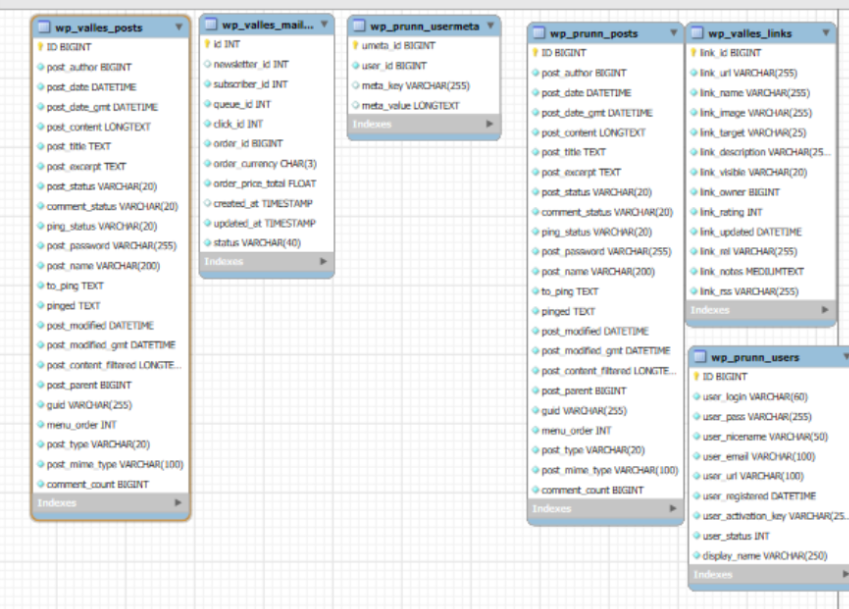 wp_valles_posts
ID BIGINT
post_author BIGINT
post_date DATETIME
post_date_gmt DATETIME
post_content LONGTEXT
post_title TEXT
post_excerpt TEXT
post_status VARCHAR(20)
comment_status VARCHAR(20)
ping_status VARCHAR(20)
post_password VARCHAR(255)
post_name VARCHAR(200)
to_ping TEXT
pinged TEXT
post_modified DATETIME
post_modified_gmt DATETIME
post_content_filtered LONGTE...
post_parent BIGINT
guid VARCHAR(255)
menu_order INT
post_type VARCHAR(20)
post_mime_type VARCHAR(100)
comment_count BIGINT
Indexes
wp_valles_mail...
id INT
newsletter_id INT
subscriber_id INT
queue_id INT
click_id INT
order_id BIGINT
order_currency CHAR(3)
order_price_total FLOAT
created_at TIMESTAMP
updated_at TIMESTAMP
status VARCHAR(40)
Indexes
wp_prunn_usermeta
umeta_id BIGINT
user_id BIGINT
meta_key VARCHAR(255)
meta_value LONGTEXT
Indexes
wp_prunn_posts
ID BIGINT
post_author BIGINT
post_date DATETIME
post_date_gmt DATETIME
post_content LONGTEXT
post_title TEXT
post_excerpt TEXT
post_status VARCHAR(20)
comment_status VARCHAR(20)
ping_status VARCHAR(20)
post_password VARCHAR(255)
post_name VARCHAR(200)
to_ping TEXT
pinged TEXT
post_modified DATETIME
post_modified_gmt DATETIME
post_content_filtered LONGTE...
post_parent BIGINT
guid VARCHAR(255)
menu_order INT
post_type VARCHAR(20)
post_mime_type VARCHAR(100)
comment_count BIGINT
Indexes
wp_valles_links
link_id BIGINT
link_url VARCHAR(255)
link_name VARCHAR(255)
link_image VARCHAR(255)
link_target VARCHAR(25)
link_description VARCHAR(25...
link_visible VARCHAR(20)
link_owner BIGINT
link_rating INT
link_updated DATETIME
link_rel VARCHAR(255)
link_notes MEDIUMTEXT
link_rss VARCHAR(255)
Indexes
wp_prunn_users
ID BIGINT
user_login VARCHAR(60)
user_pass VARCHAR(255)
user_nicename VARCHAR(50)
user_email VARCHAR(100)
user_url VARCHAR(100)
user_registered DATETIME
user_activation_key VARCHAR(25...
user_status INT
display_name VARCHAR(250)
Indexes